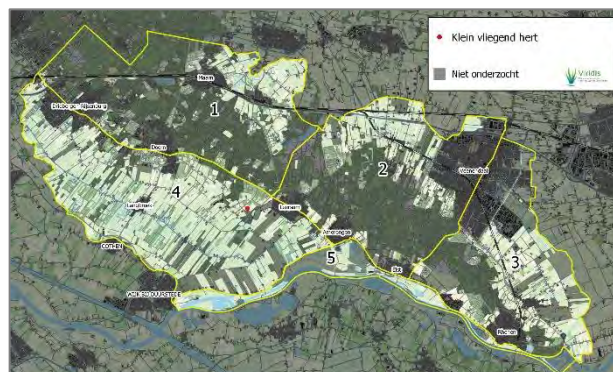 Klein vliegend hert
Niet onderzocht
Viridis
Maarn
Driebergen-Rijsenburg
1
Doorn
2
Veenendaal
4
Langbroek
Leersum
Amerongen
COTHEN
5
3
Elst
WIJK BIJ DUURSTEDE
Rhenen